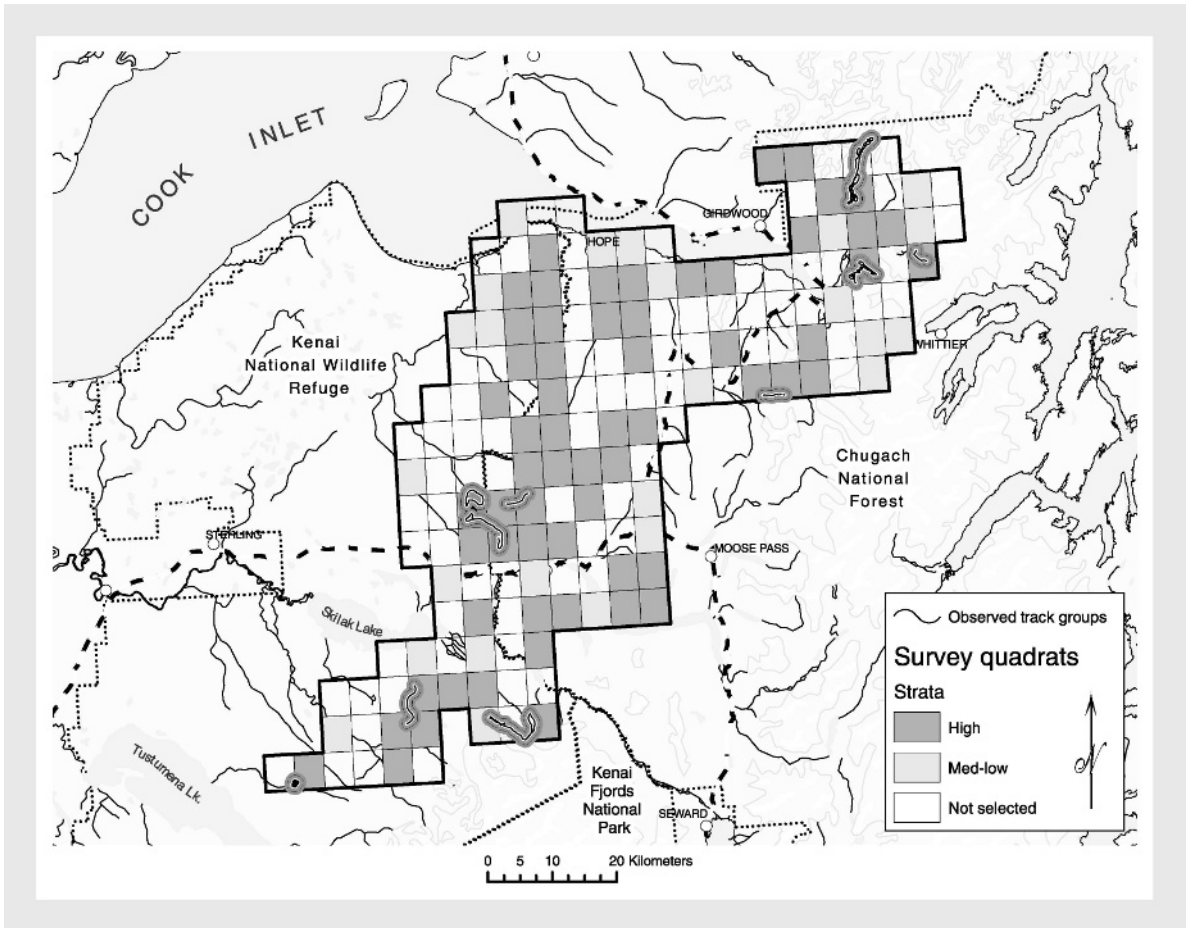 COOK INLET
GIRDWOOD
HOPE
Kenai
National Wildlife
Refuge
WHITTIER
Chugach
National
Forest
STERLING
MOOSE PASS
Skilak Lake
Tustumena Lk.
Kenai
Fjords
National
Park
SEWARD
Observed track groups
Survey quadrats
Strata
High
Med-low
Not selected
N
0 5 10 20 Kilometers